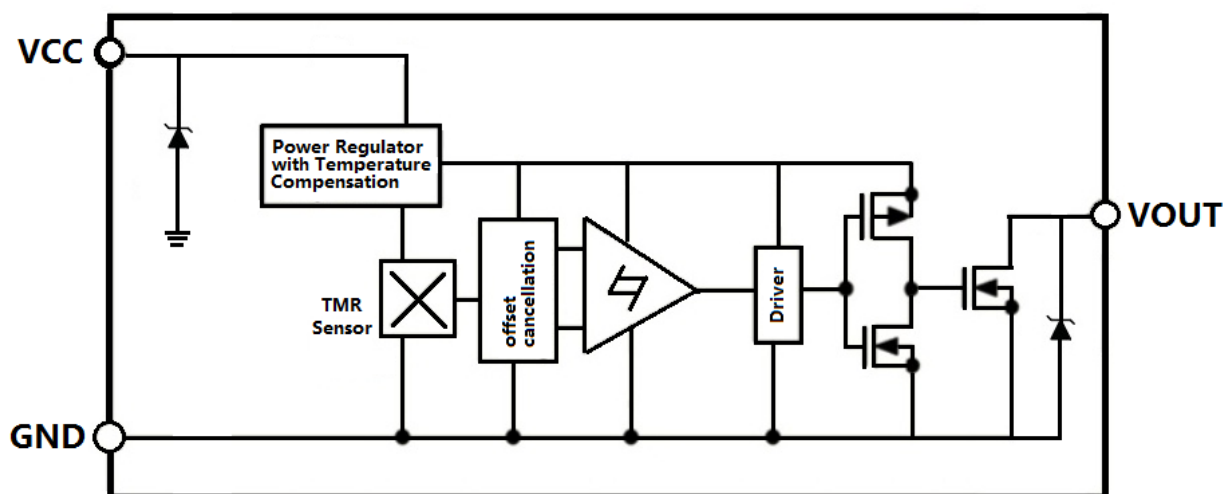 VCC
Power Regulator
with Temperature
Compensation
VOUT
TMR
Sensor
offset
cancellation
Driver
GND